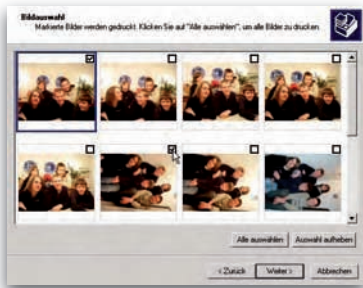 Bildauswahl
Markierte Bilder werden gedruckt. Klicken Sie auf "Alle auswählen", um alle Bilder zu drucken.
Alle auswählen Auswahl aufheben
< Zurück Weiter > Abbrechen